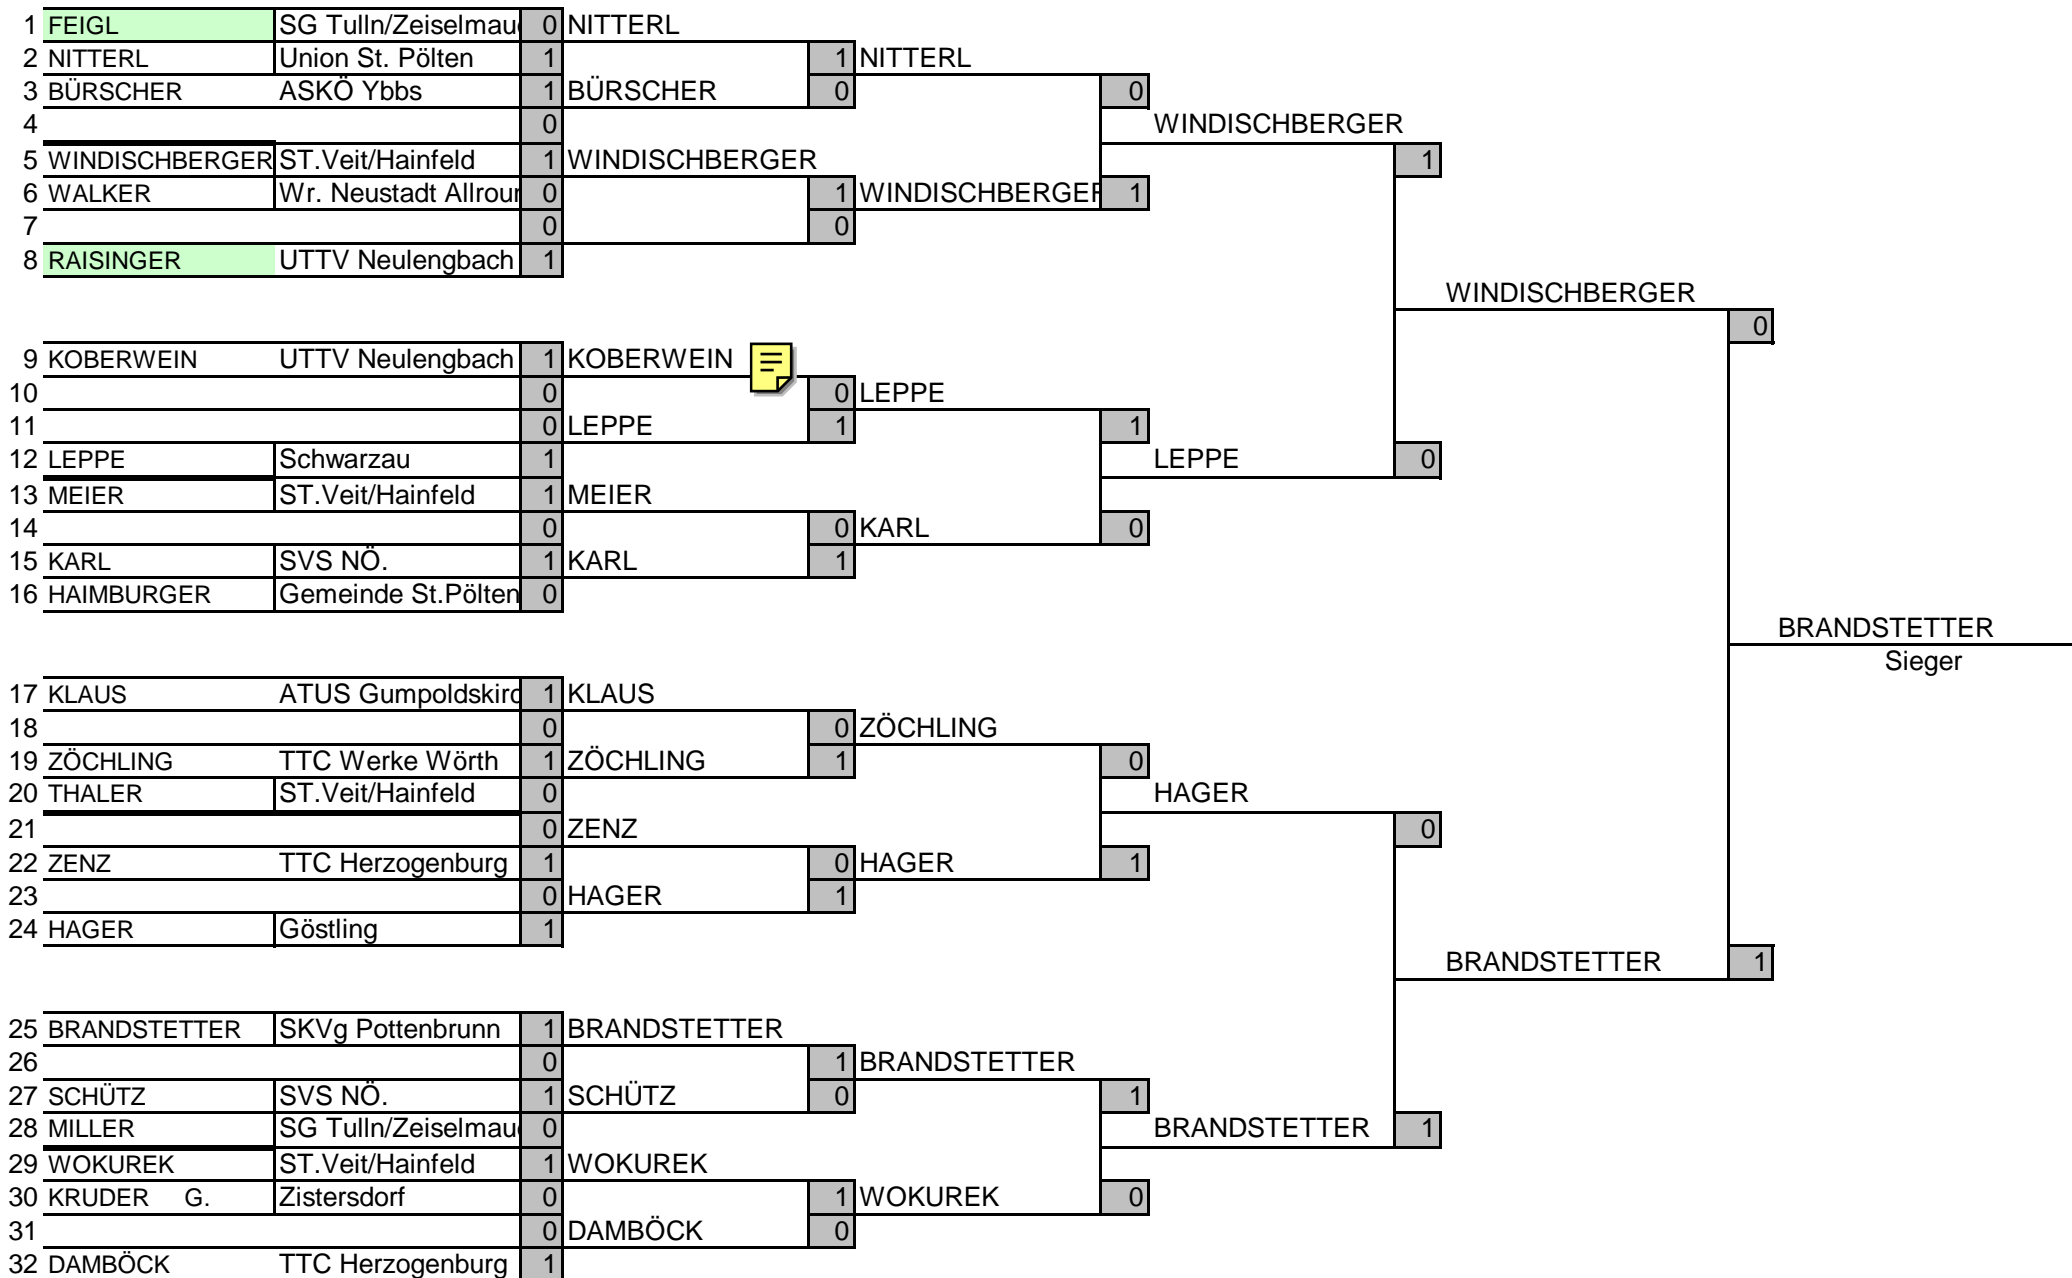 1 FEIGL SG Tulln/Zeiselmau 0 NITTERL
2 NITTERL Union St. Pölten 1 1 NITTERL
3 BÜRSCHER ASKÖ Ybbs 1 BÜRSCHER 0 0
4 0 WINDISCHBERGER
5 WINDISCHBERGER ST.Veit/Hainfeld 1 WINDISCHBERGER 1
6 WALKER Wr. Neustadt Allrour 0 1 WINDISCHBERGER 1
7 0 0
8 RAISINGER UTTV Neulengbach 1
WINDISCHBERGER
0
9 KOBERWEIN UTTV Neulengbach 1 KOBERWEIN
10 0 0 LEPPE
11 0 LEPPE 1 1
12 LEPPE Schwarzau 1 LEPPE 0
13 MEIER ST.Veit/Hainfeld 1 MEIER
14 0 0 KARL 0
15 KARL SVS NÖ. 1 KARL 1
16 HAIMBURGER Gemeinde St.Pölten 0
BRANDSTETTER
Sieger
17 KLAUS ATUS Gumpoldskirc 1 KLAUS
18 0 0 ZÖCHLING
19 ZÖCHLING TTC Werke Wörth 1 ZÖCHLING 1 0
20 THALER ST.Veit/Hainfeld 0 HAGER
21 0 ZENZ 0
22 ZENZ TTC Herzogenburg 1 0 HAGER 1
23 0 HAGER 1
24 HAGER Göstling 1
BRANDSTETTER 1
25 BRANDSTETTER SKVg Pottenbrunn 1 BRANDSTETTER
26 0 1 BRANDSTETTER
27 SCHÜTZ SVS NÖ. 1 SCHÜTZ 0 1
28 MILLER SG Tulln/Zeiselmau 0 BRANDSTETTER 1
29 WOKUREK ST.Veit/Hainfeld 1 WOKUREK
30 KRUDER G. Zistersdorf 0 1 WOKUREK 0
31 0 DAMBÖCK 0
32 DAMBÖCK TTC Herzogenburg 1